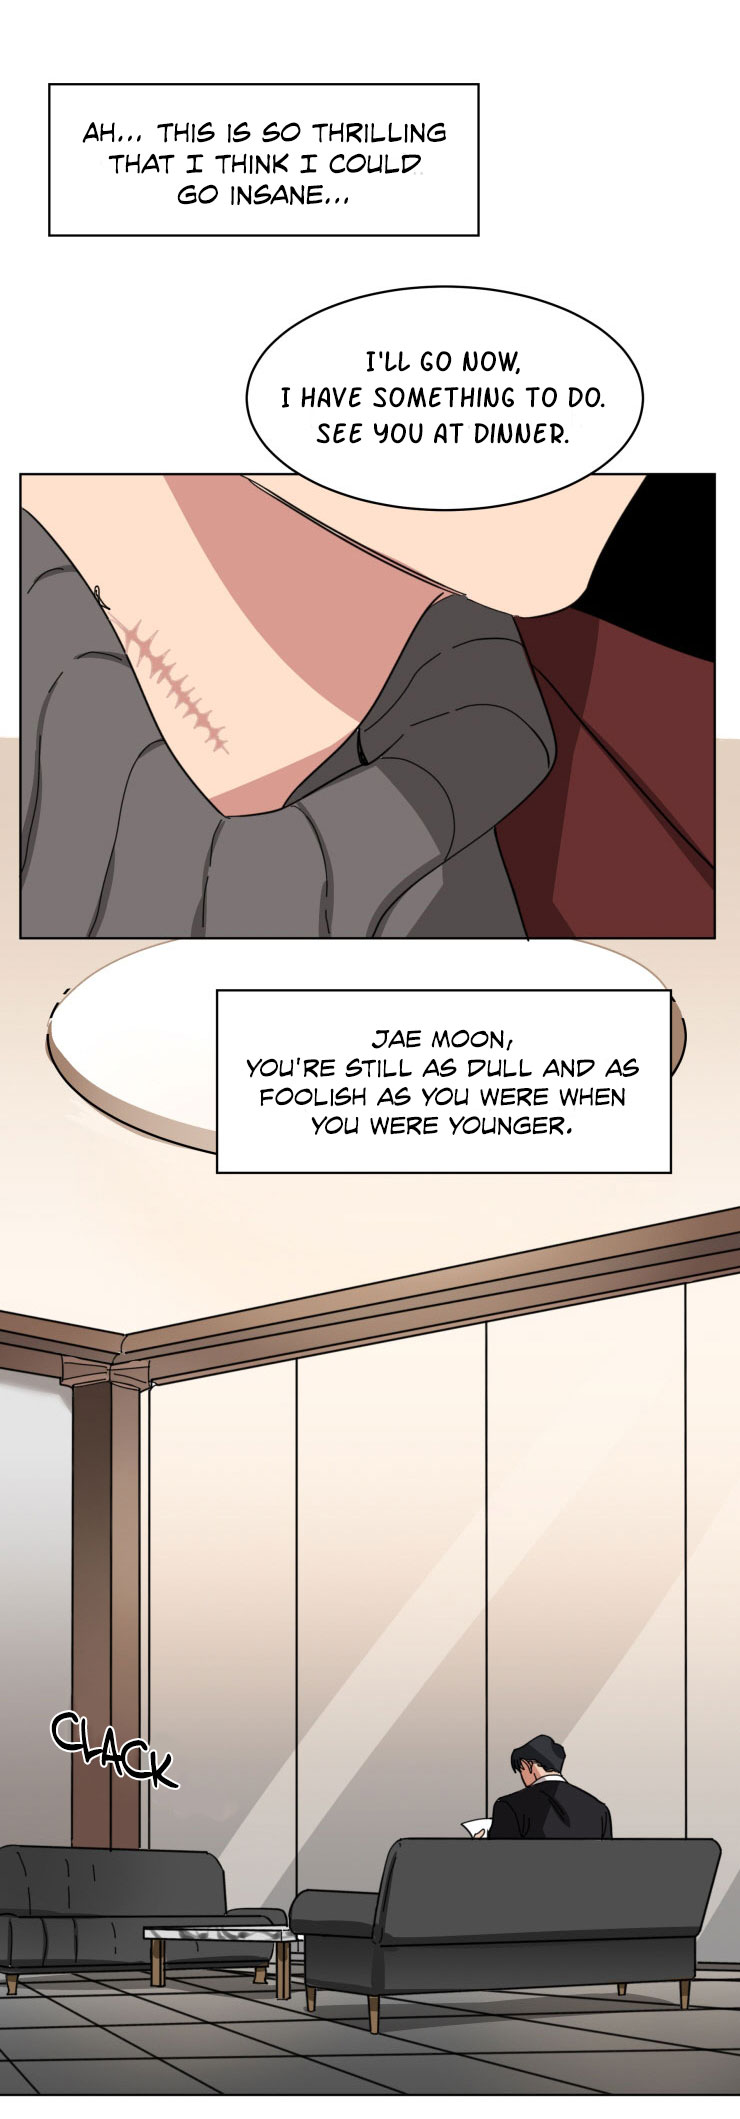 AH... THIS IS SO THRILLING
THAT I THINK I COULD
GO INSANE...
I'LL GO NOW,
I HAVE SOMETHING TO DO.
SEE YOU AT DINNER.
JAE MOON,
YOU'RE STILL AS DULL AND AS
FOOLISH AS YOU WERE WHEN
YOU WERE YOUNGER.
CLACK